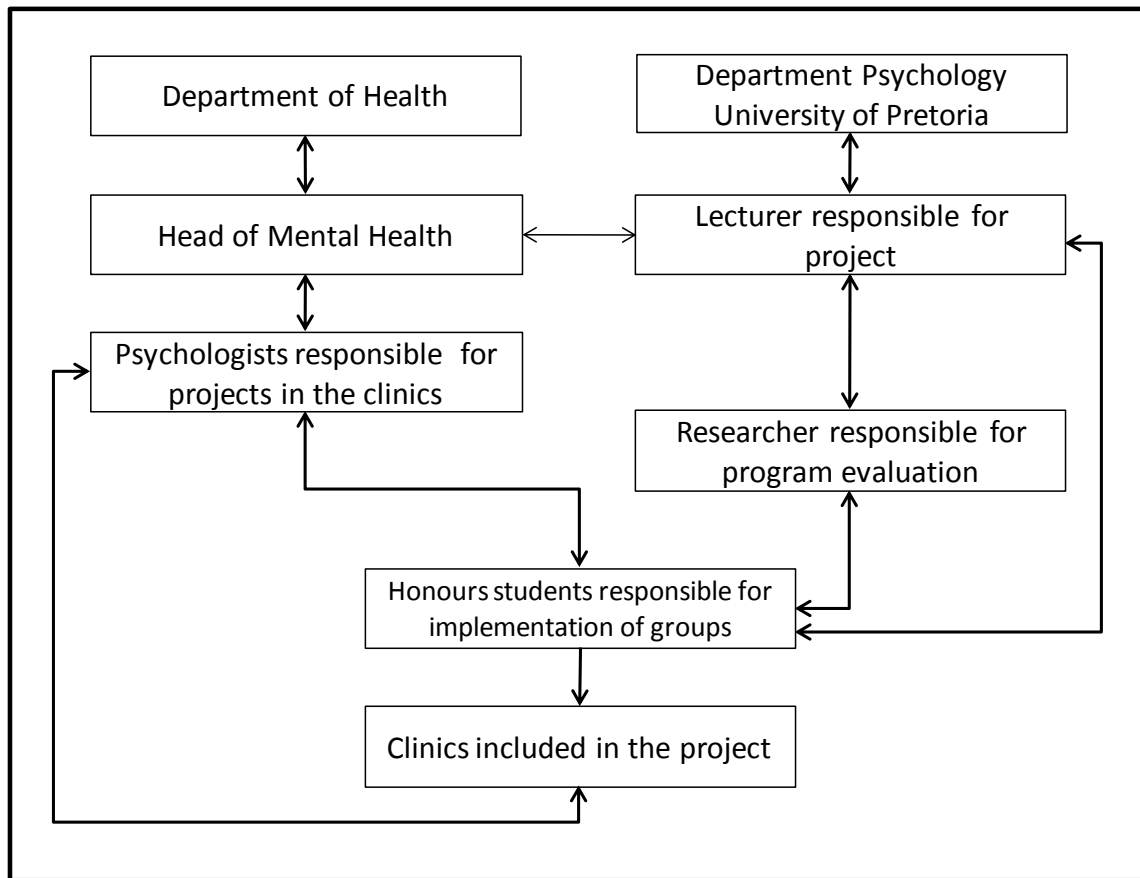 Department of Health
Department Psychology
University of Pretoria
Head of Mental Health
Lecturer responsible for
project
Psychologists responsible for
projects in the clinics
Researcher responsible for
program evaluation
Honours students responsible for
implementation of groups
Clinics included in the project